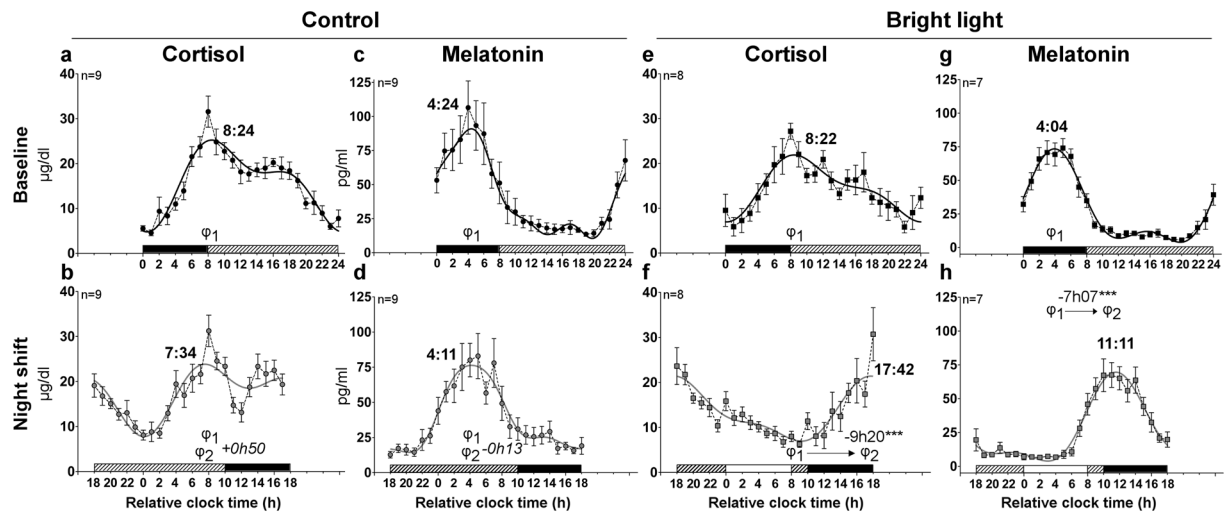 Control
Bright light
Cortisol
Melatonin
Cortisol
Melatonin
Baseline
a
n=9
40
30
20
10
0
µg/dl
8:24
φ1
0 2 4 6 8 10 12 14 16 18 20 22 24
c
n=9
125
100
75
50
25
0
pg/ml
4:24
φ1
0 2 4 6 8 10 12 14 16 18 20 22 24
e
n=8
40
30
20
10
0
8:22
φ1
0 2 4 6 8 10 12 14 16 18 20 22 24
g
n=7
125
100
75
50
25
0
4:04
φ1
0 2 4 6 8 10 12 14 16 18 20 22 24
Night shift
b
n=9
40
30
20
10
0
µg/dl
7:34
φ1
φ2 +0h50
18 20 22 0 2 4 6 8 10 12 14 16 18
Relative clock time (h)
d
n=9
125
100
75
50
25
0
pg/ml
4:11
φ1
φ2 -0h13
18 20 22 0 2 4 6 8 10 12 14 16 18
Relative clock time (h)
f
n=8
40
30
20
10
0
17:42
-9h20***
φ1 → φ2
18 20 22 0 2 4 6 8 10 12 14 16 18
Relative clock time (h)
h
n=7
-7h07***
φ1 → φ2
125
100
75
50
25
0
11:11
18 20 22 0 2 4 6 8 10 12 14 16 18
Relative clock time (h)